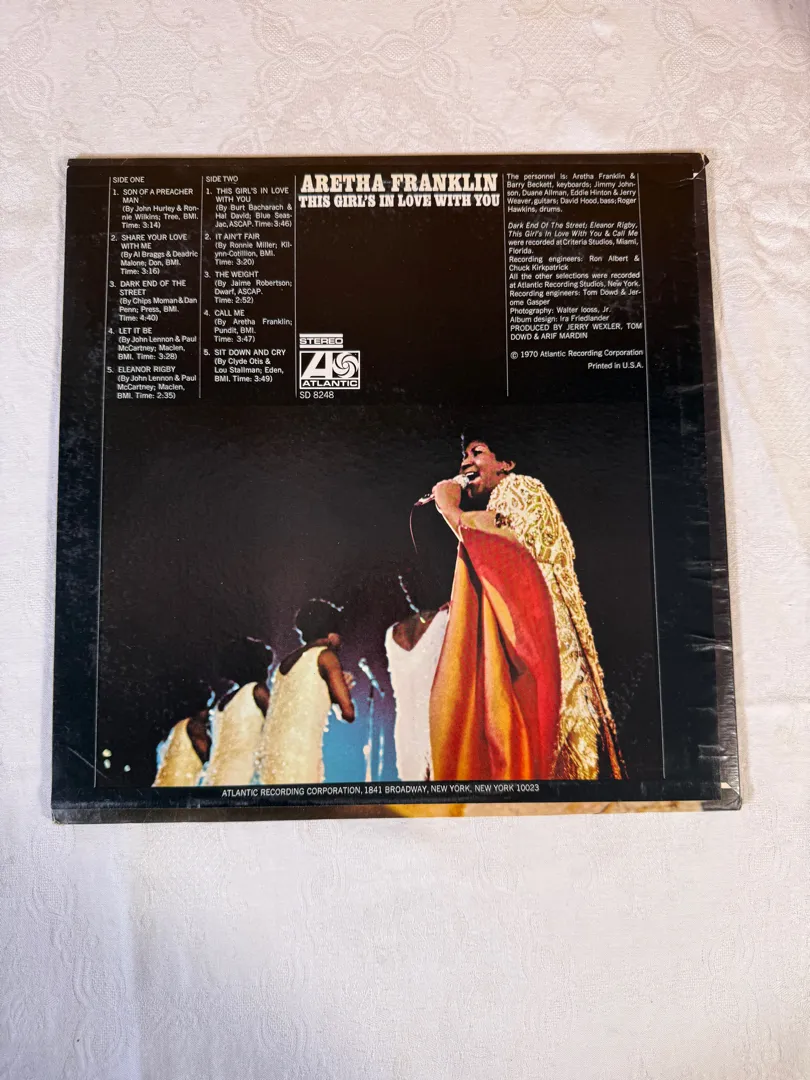 SIDE ONE
1. SON OF A PREACHER
MAN
(By John Hurley & Ron-
nie Wilkins; Tree, BMI.
Time: 3:14)
2. SHARE YOUR LOVE
WITH ME
(By Al Braggs & Deadric
Malone; Don, BMI.
Time: 3:16)
3. DARK END OF THE
STREET
(By Chips Moman & Dan
Penn; Press, BMI.
Time: 4:40)
4. LET IT BE
(By John Lennon & Paul
McCartney; Maclen,
BMI. Time: 3:28)
5. ELEANOR RIGBY
(By John Lennon & Paul
McCartney; Maclen,
BMI. Time: 2:35)
SIDE TWO
1. THIS GIRL'S IN LOVE
WITH YOU
(By Burt Bacharach &
Hal David; Blue Seas-
Jac, ASCAP. Time: 3:46)
2. IT AIN'T FAIR
(By Ronnie Miller; Kil-
ynn-Cotillion, BMI.
Time: 3:20)
3. THE WEIGHT
(By Jaime Robertson;
Dwarf, ASCAP.
Time: 2:52)
4. CALL ME
(By Aretha Franklin;
Pundit, BMI.
Time: 3:47)
5. SIT DOWN AND CRY
(By Clyde Otis &
Lou Stallman; Eden,
BMI. Time: 3:49)
ARETHA FRANKLIN
THIS GIRL'S IN LOVE WITH YOU
STEREO
ATLANTIC
SD 8248
The personnel is: Aretha Franklin &
Barry Beckett, keyboards; Jimmy John-
son, Duane Allman, Eddie Hinton & Jerry
Weaver, guitars; David Hood, bass; Roger
Hawkins, drums.
Dark End Of The Street; Eleanor Rigby,
This Girl's In Love With You & Call Me
were recorded at Criteria Studios, Miami,
Florida.
Recording engineers: Ron Albert &
Chuck Kirkpatrick
All the other selections were recorded
at Atlantic Recording Studios, New York.
Recording engineers: Tom Dowd & Jer-
ome Gasper
Photography: Walter Iooss, Jr.
Album design: Ira Friedlander
PRODUCED BY JERRY WEXLER, TOM
DOWD & ARIF MARDIN
© 1970 Atlantic Recording Corporation
Printed in U.S.A.
ATLANTIC RECORDING CORPORATION, 1841 BROADWAY, NEW YORK, NEW YORK 10023